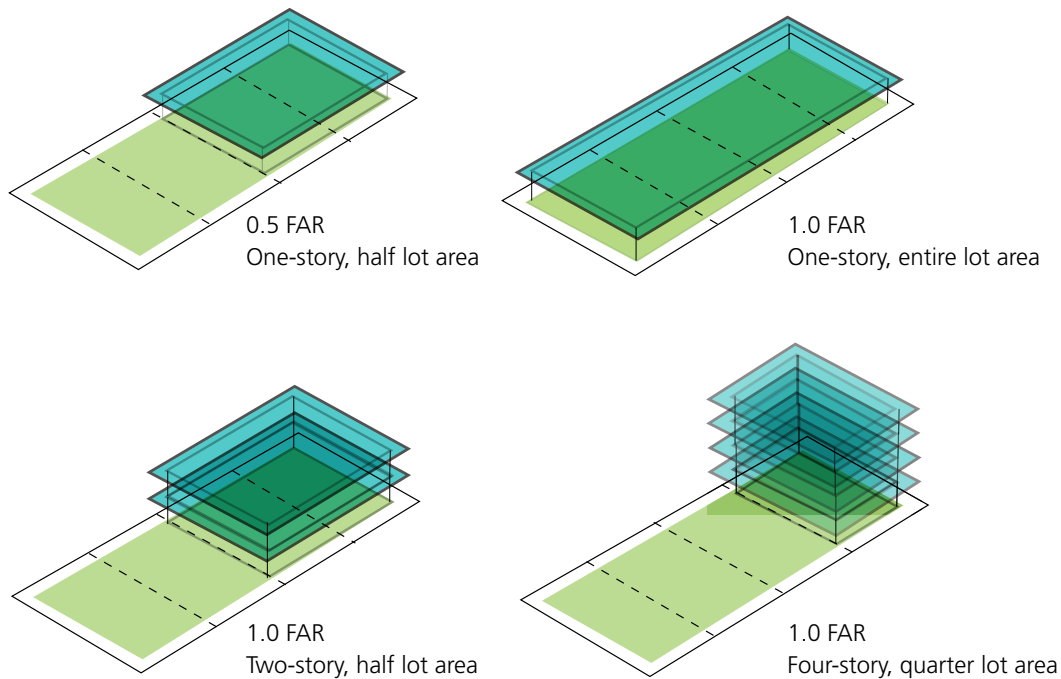 0.5 FAR
One-story, half lot area
1.0 FAR
One-story, entire lot area
1.0 FAR
Two-story, half lot area
1.0 FAR
Four-story, quarter lot area